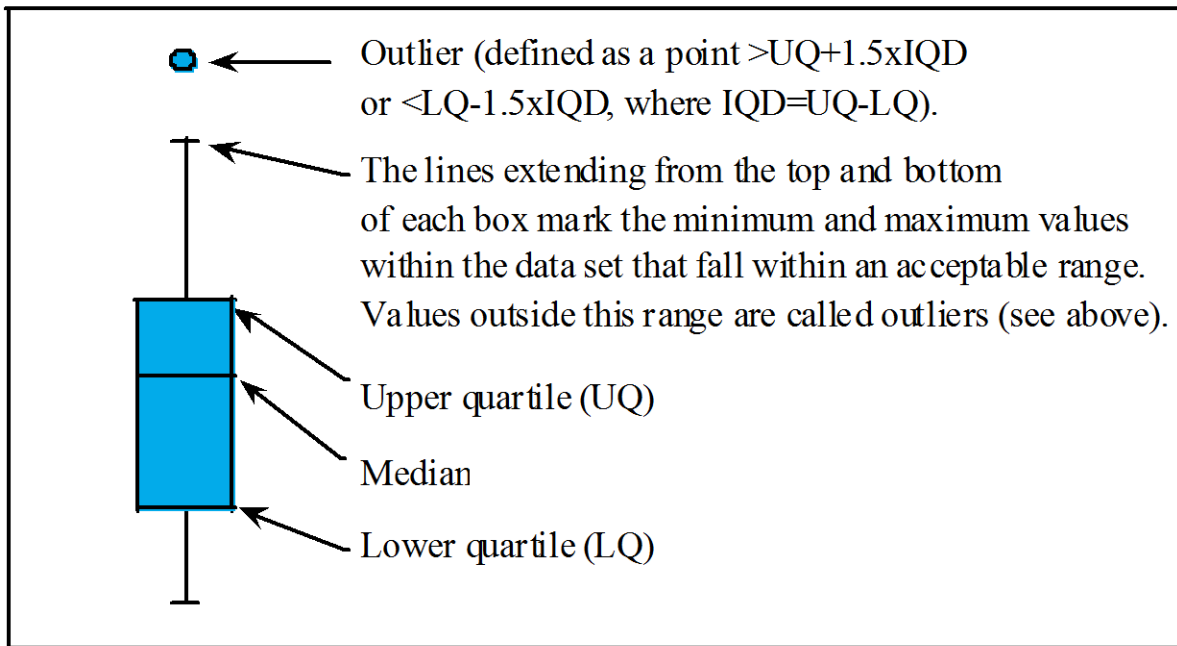 Outlier (defined as a point >UQ+1.5xIQD
or <LQ-1.5xIQD, where IQD=UQ-LQ).
The lines extending from the top and bottom
of each box mark the minimum and maximum values
within the data set that fall within an acceptable range.
Values outside this range are called outliers (see above).
Upper quartile (UQ)
Median
Lower quartile (LQ)